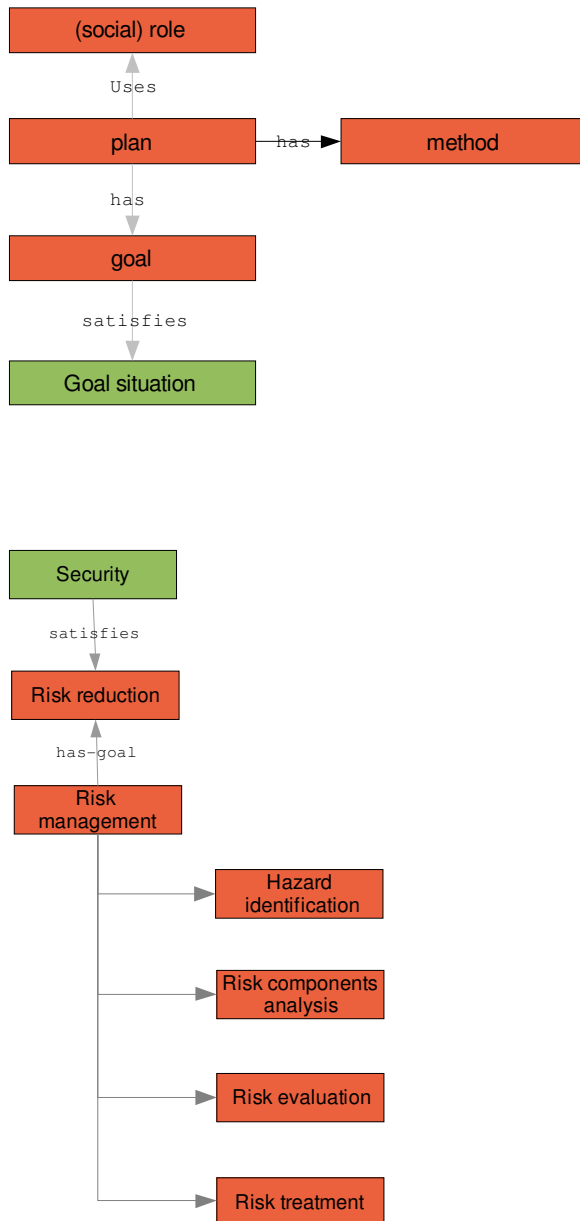 (social) role
Uses
plan
has
method
has
goal
satisfies
Goal situation
Security
satisfies
Risk reduction
has-goal
Risk
management
Hazard
identification
Risk components
analysis
Risk evaluation
Risk treatment